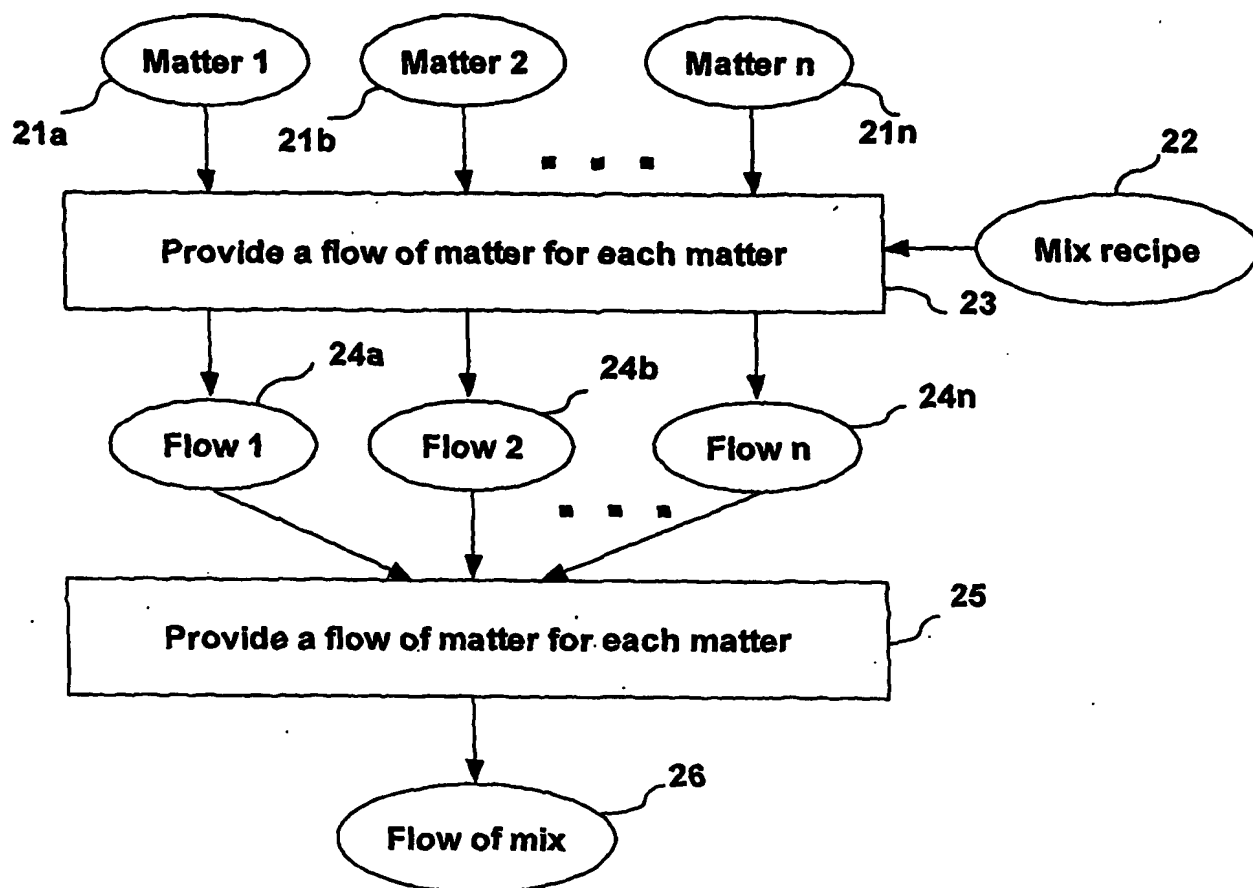 Matter 1
Matter 2
Matter n
21a
21b
21n
22
Provide a flow of matter for each matter
Mix recipe
23
24a
24b
24n
Flow 1
Flow 2
Flow n
25
Provide a flow of matter for each matter
26
Flow of mix